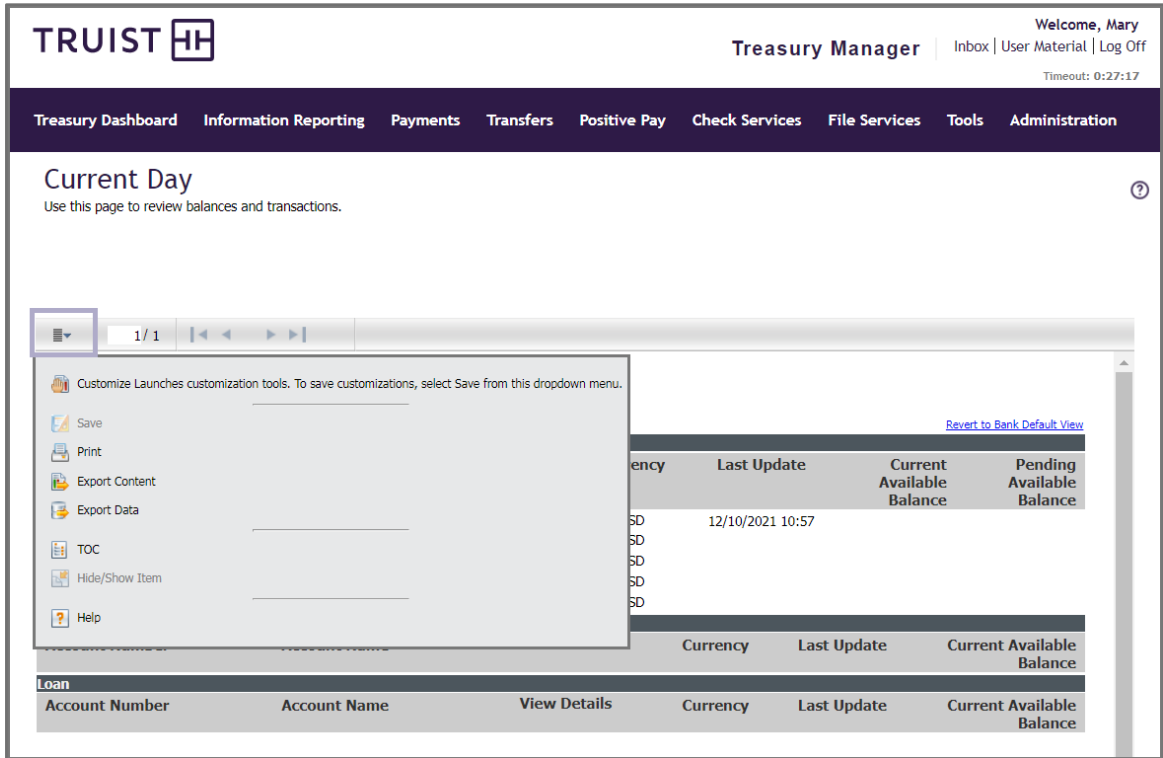 TRUIST
Welcome, Mary
Treasury Manager
Inbox | User Material | Log Off
Timeout: 0:27:17
Treasury Dashboard Information Reporting Payments Transfers Positive Pay Check Services File Services Tools Administration
Current Day
?
Use this page to review balances and transactions.
1/ 1
Customize Launches customization tools. To save customizations, select Save from this dropdown menu.
Save
Revert to Bank Default View
Print
ency Last Update Current Available Balance Pending Available Balance
Export Content
Export Data
SD 12/10/2021 10:57
SD
TOC
SD
Hide/Show Item
SD
SD
? Help
Currency Last Update Current Available Balance
Loan
Account Number Account Name View Details Currency Last Update Current Available Balance